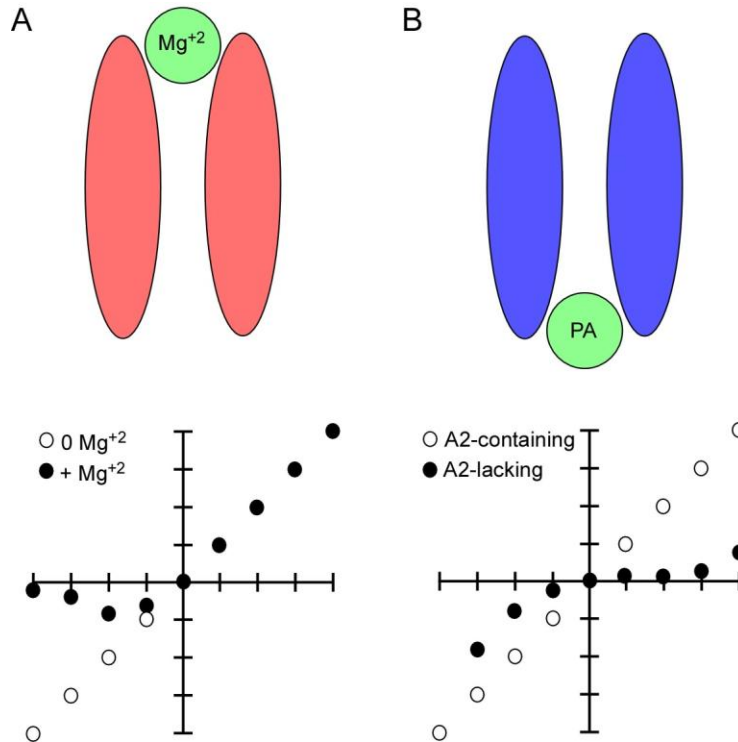 A
B
Mg+2
PA
0 Mg+2
+ Mg+2
A2-containing
A2-lacking